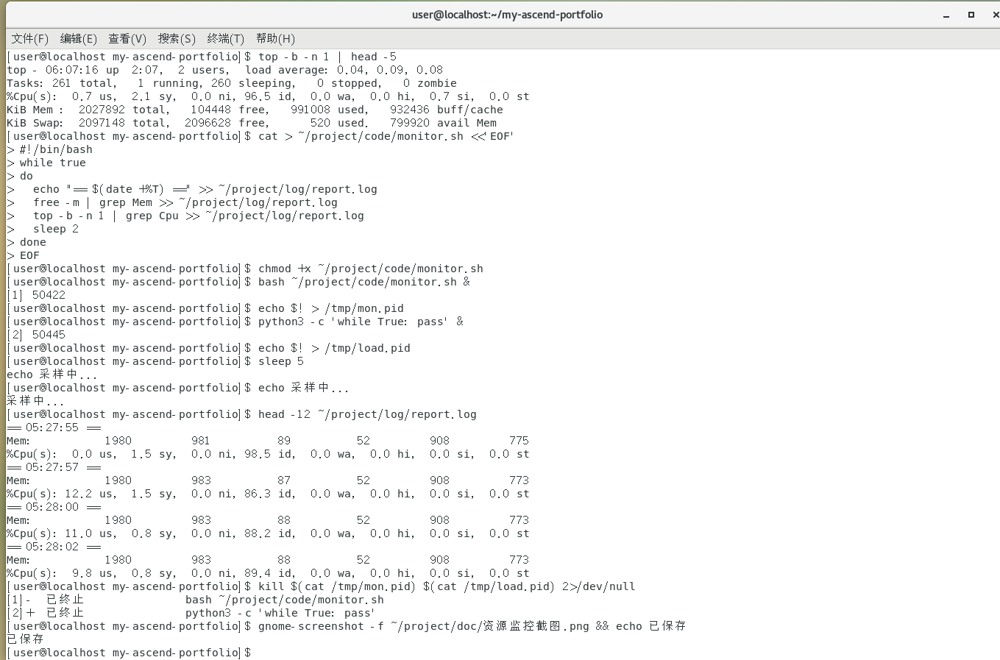 user@localhost:~/my-ascend-portfolio
文件(F) 编辑(E) 查看(V) 搜索(S) 终端(T) 帮助(H)
[user@localhost my-ascend-portfolio]$ top -b -n 1 | head -5
top - 06:07:16 up  2:07,  2 users,  load average: 0.04, 0.09, 0.08
Tasks: 261 total,   1 running, 260 sleeping,   0 stopped,   0 zombie
%Cpu(s):  0.7 us,  2.1 sy,  0.0 ni, 96.5 id,  0.0 wa,  0.0 hi,  0.7 si,  0.0 st
KiB Mem :  2027892 total,   104448 free,   991008 used,   932436 buff/cache
KiB Swap:  2097148 total,  2096628 free,      520 used.   799920 avail Mem
[user@localhost my-ascend-portfolio]$ cat > ~/project/code/monitor.sh <<'EOF'
> #!/bin/bash
> while true
> do
>   echo "== $(date +%T) ==" >> ~/project/log/report.log
>   free -m | grep Mem >> ~/project/log/report.log
>   top -b -n 1 | grep Cpu >> ~/project/log/report.log
>   sleep 2
> done
> EOF
[user@localhost my-ascend-portfolio]$ chmod +x ~/project/code/monitor.sh
[user@localhost my-ascend-portfolio]$ bash ~/project/code/monitor.sh &
[1] 50422
[user@localhost my-ascend-portfolio]$ echo $! > /tmp/mon.pid
[user@localhost my-ascend-portfolio]$ python3 -c 'while True: pass' &
[2] 50445
[user@localhost my-ascend-portfolio]$ echo $! > /tmp/load.pid
[user@localhost my-ascend-portfolio]$ sleep 5
echo 采样中...
[user@localhost my-ascend-portfolio]$ echo 采样中...
采样中...
[user@localhost my-ascend-portfolio]$ head -12 ~/project/log/report.log
== 05:27:55 ==
Mem:           1980         981          89          52         908         775
%Cpu(s):  0.0 us,  1.5 sy,  0.0 ni, 98.5 id,  0.0 wa,  0.0 hi,  0.0 si,  0.0 st
== 05:27:57 ==
Mem:           1980         983          87          52         908         773
%Cpu(s): 12.2 us,  1.5 sy,  0.0 ni, 86.3 id,  0.0 wa,  0.0 hi,  0.0 si,  0.0 st
== 05:28:00 ==
Mem:           1980         983          88          52         908         773
%Cpu(s): 11.0 us,  0.8 sy,  0.0 ni, 88.2 id,  0.0 wa,  0.0 hi,  0.0 si,  0.0 st
== 05:28:02 ==
Mem:           1980         983          88          52         908         773
%Cpu(s):  9.8 us,  0.8 sy,  0.0 ni, 89.4 id,  0.0 wa,  0.0 hi,  0.0 si,  0.0 st
[user@localhost my-ascend-portfolio]$ kill $(cat /tmp/mon.pid) $(cat /tmp/load.pid) 2>/dev/null
[1]-  已终止               bash ~/project/code/monitor.sh
[2]+  已终止               python3 -c 'while True: pass'
[user@localhost my-ascend-portfolio]$ gnome-screenshot -f ~/project/doc/资源监控截图.png && echo 已保存
已保存
[user@localhost my-ascend-portfolio]$